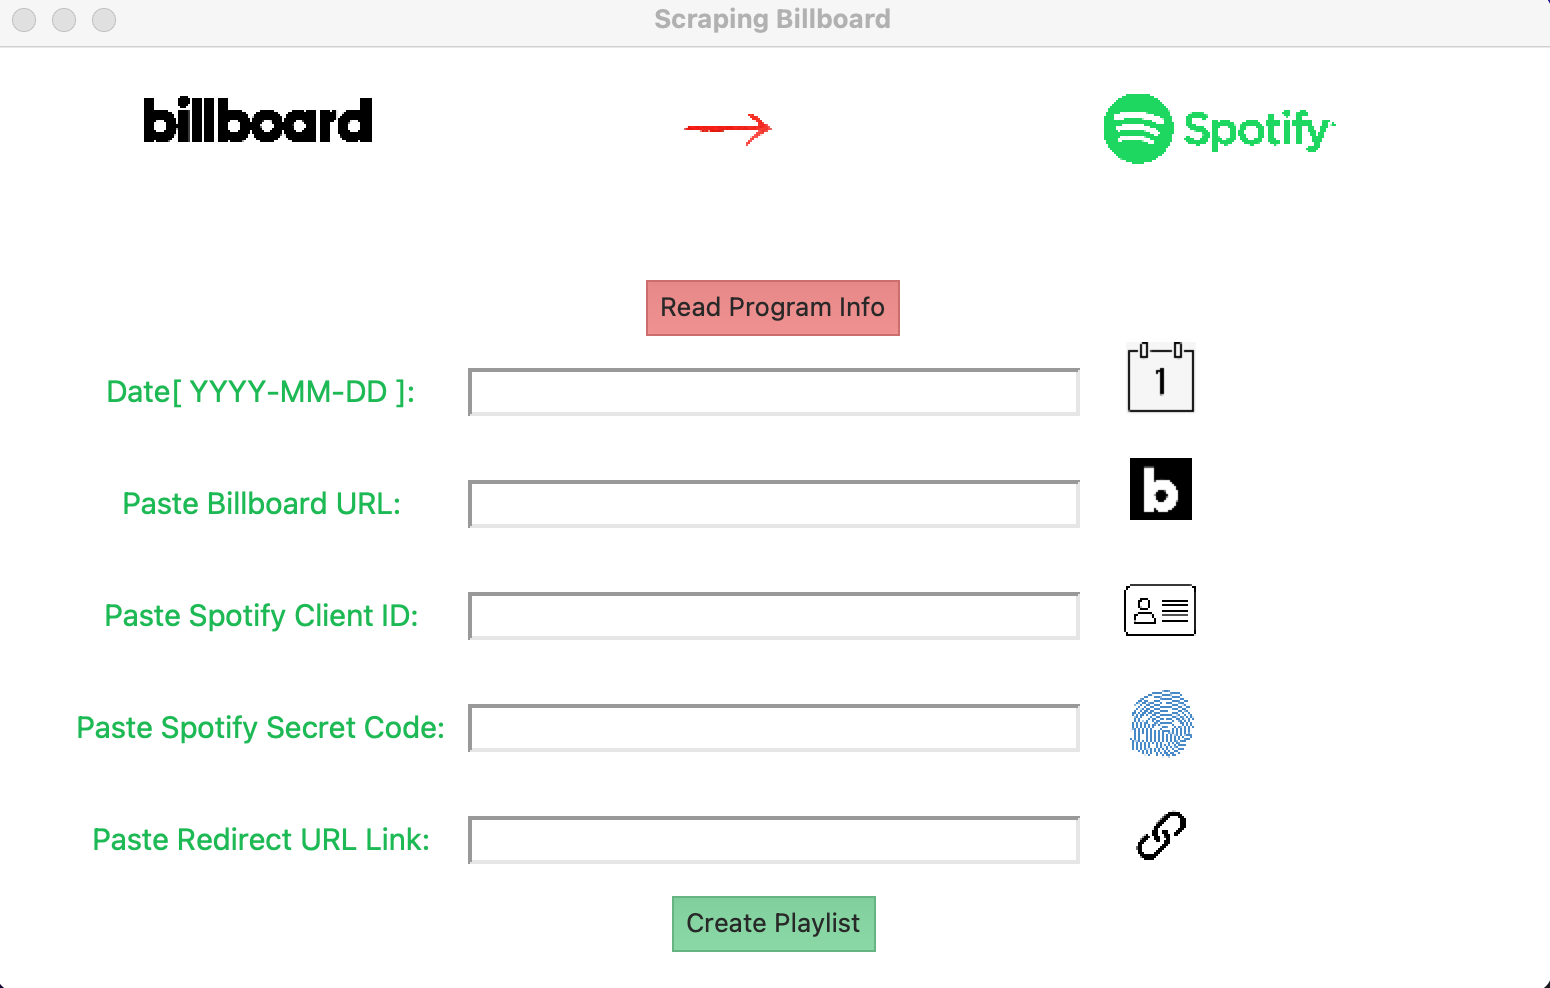 Scraping Billboard
billboard
Spotify
Read Program Info
Date[ YYYY-MM-DD ]:
1
Paste Billboard URL:
b
Paste Spotify Client ID:
Paste Spotify Secret Code:
Paste Redirect URL Link:
Create Playlist